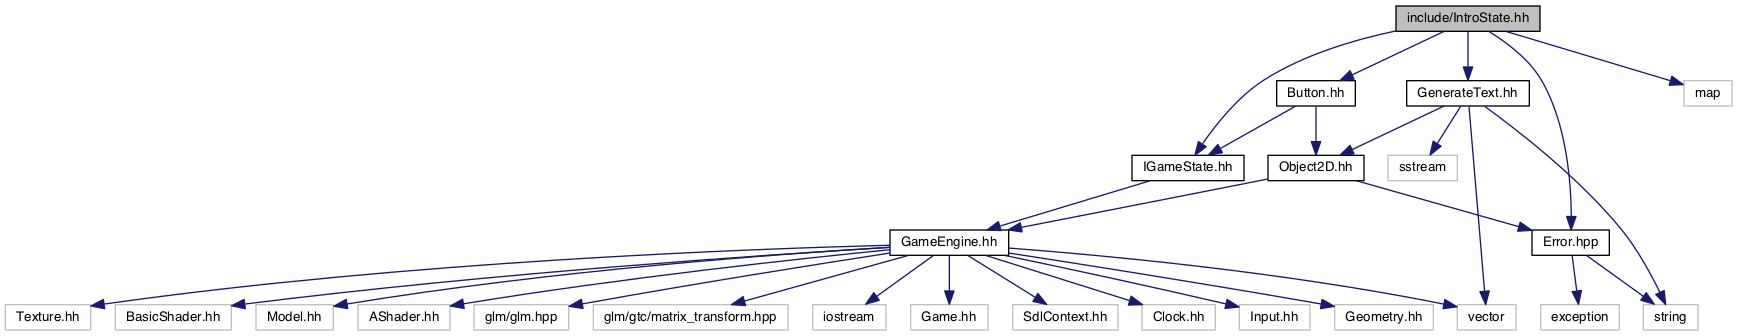 include/IntroState.hh
Button.hh
GenerateText.hh
map
IGameState.hh
Object2D.hh
sstream
GameEngine.hh
Error.hpp
Texture.hh
BasicShader.hh
Model.hh
AShader.hh
glm/glm.hpp
glm/gtc/matrix_transform.hpp
iostream
Game.hh
SdlContext.hh
Clock.hh
Input.hh
Geometry.hh
vector
exception
string